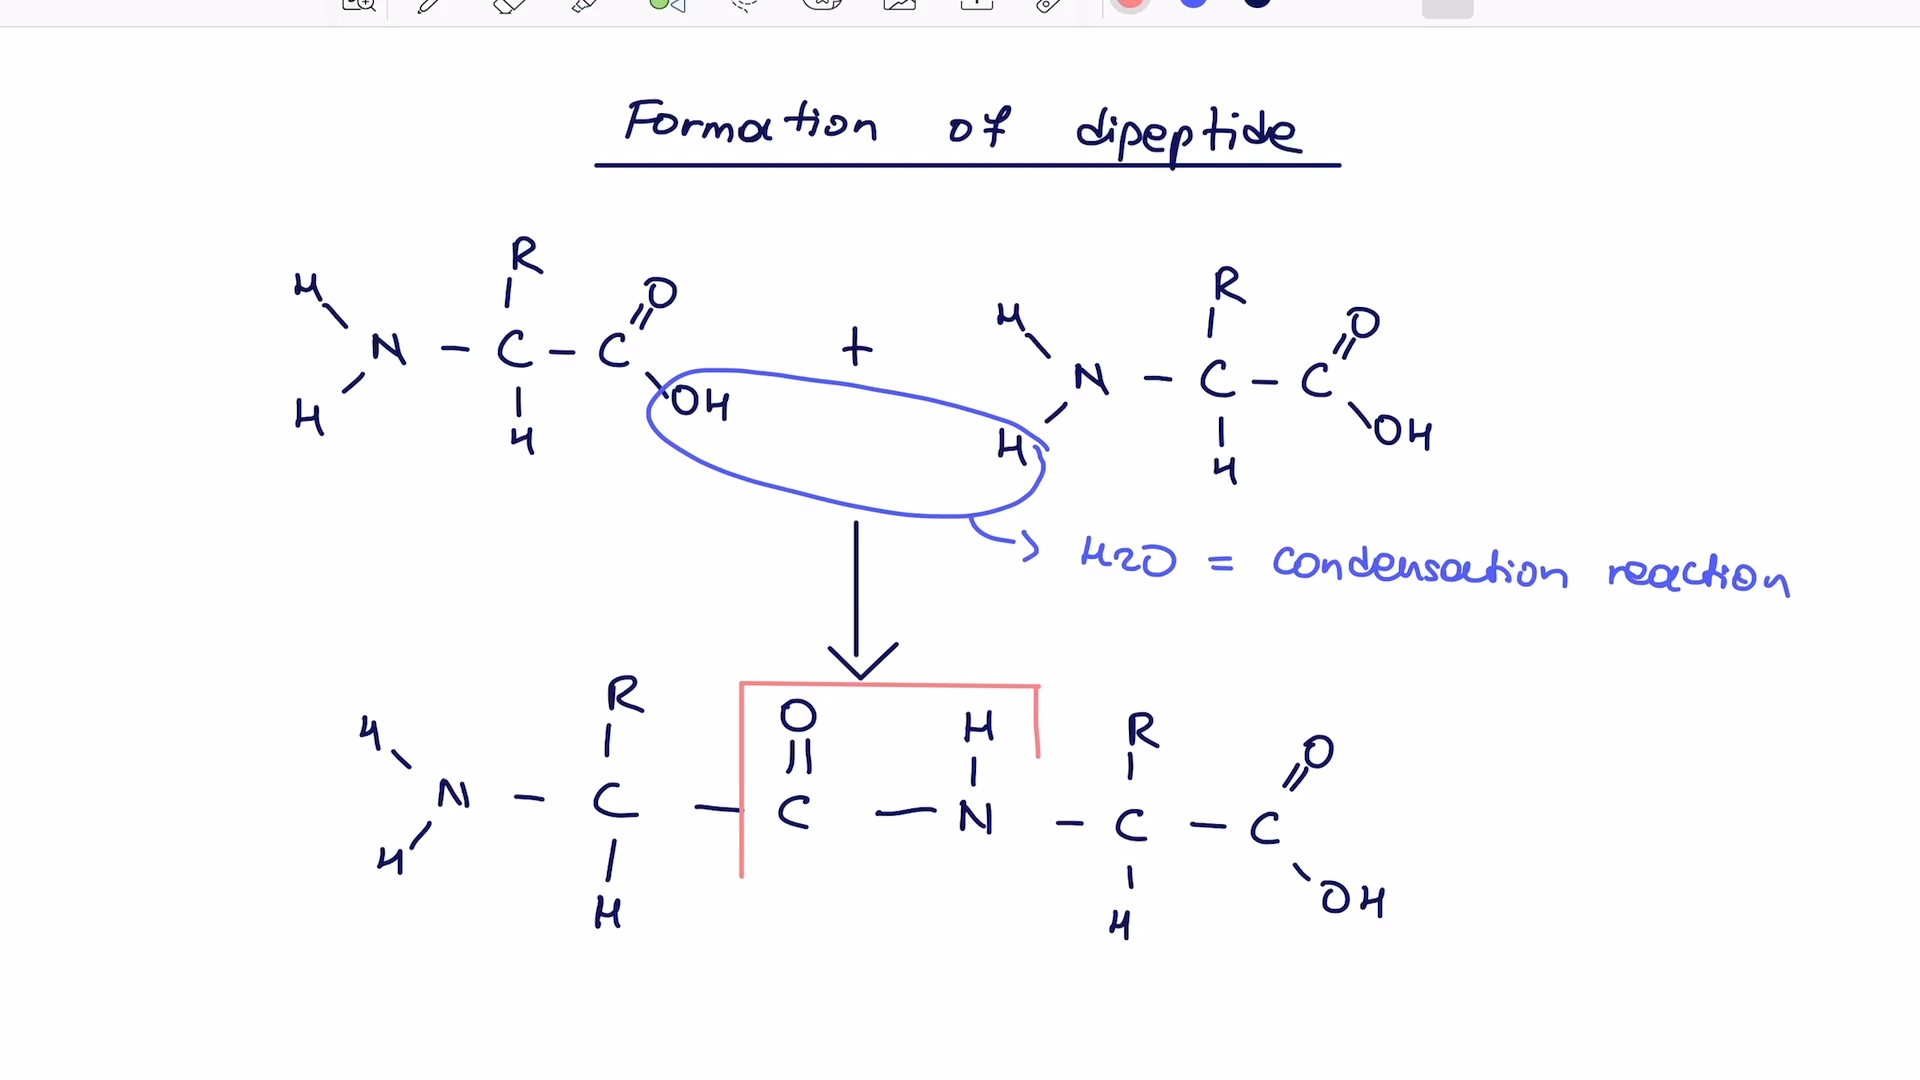 Formation of dipeptide
R R
H O H O
N - C - C + N - C - C
H H OH H H OH
H2O = condensation reaction
R O H R O
H
N - C - C - N - C - C
H H H OH